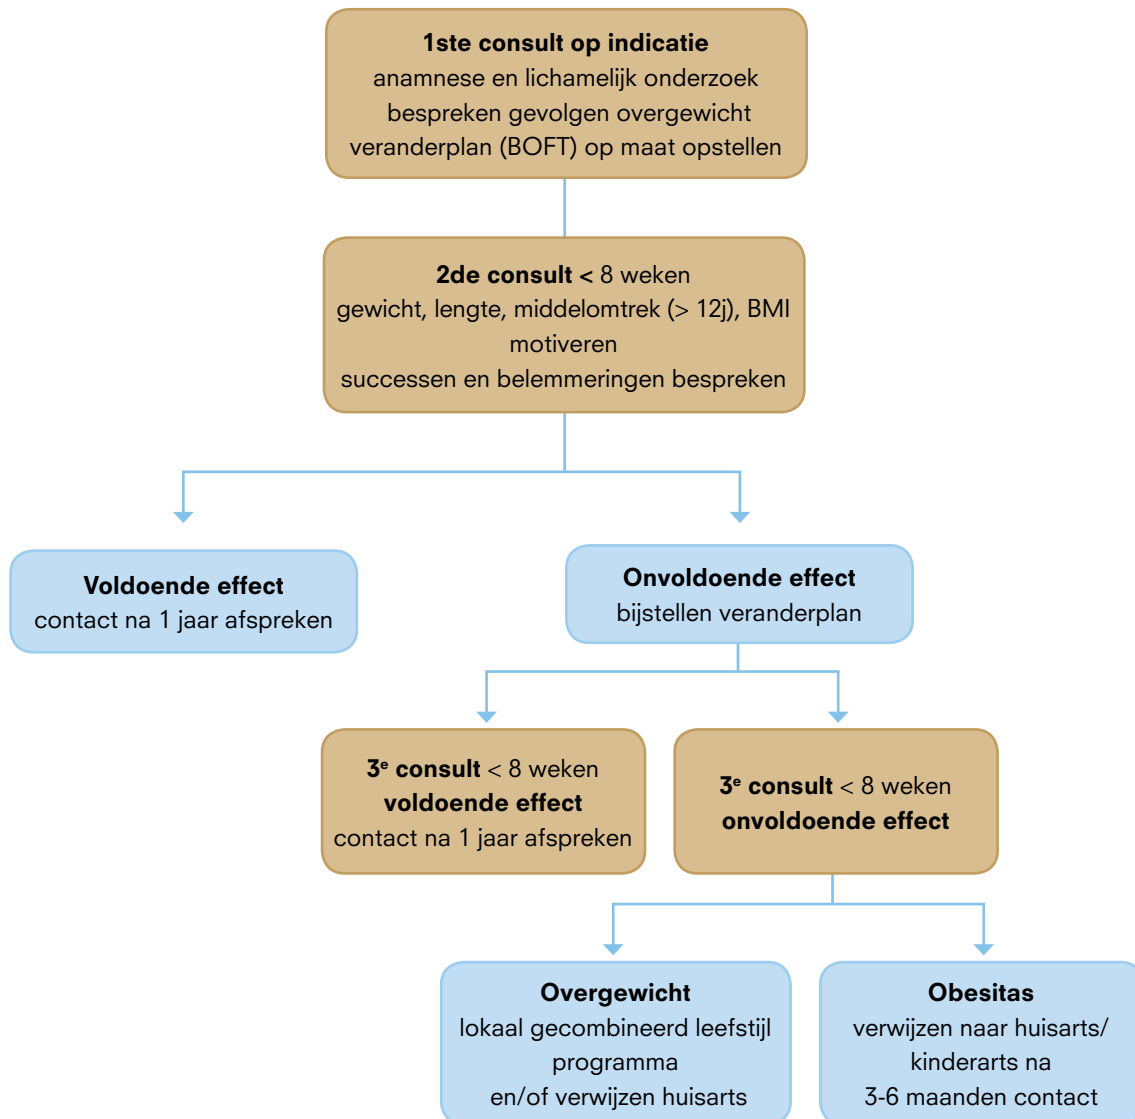 1ste consult op indicatie
anamnese en lichamelijk onderzoek
bespreken gevolgen overgewicht
veranderplan (BOFT) op maat opstellen
2de consult < 8 weken
gewicht, lengte, middelomtrek (> 12j), BMI
motiveren
successen en belemmeringen bespreken
Voldoende effect
contact na 1 jaar afspreken
Onvoldoende effect
bijstellen veranderplan
3ᵉ consult < 8 weken
voldoende effect
contact na 1 jaar afspreken
3ᵉ consult < 8 weken
onvoldoende effect
Overgewicht
lokaal gecombineerd leefstijl
programma
en/of verwijzen huisarts
Obesitas
verwijzen naar huisarts/
kinderarts na
3-6 maanden contact